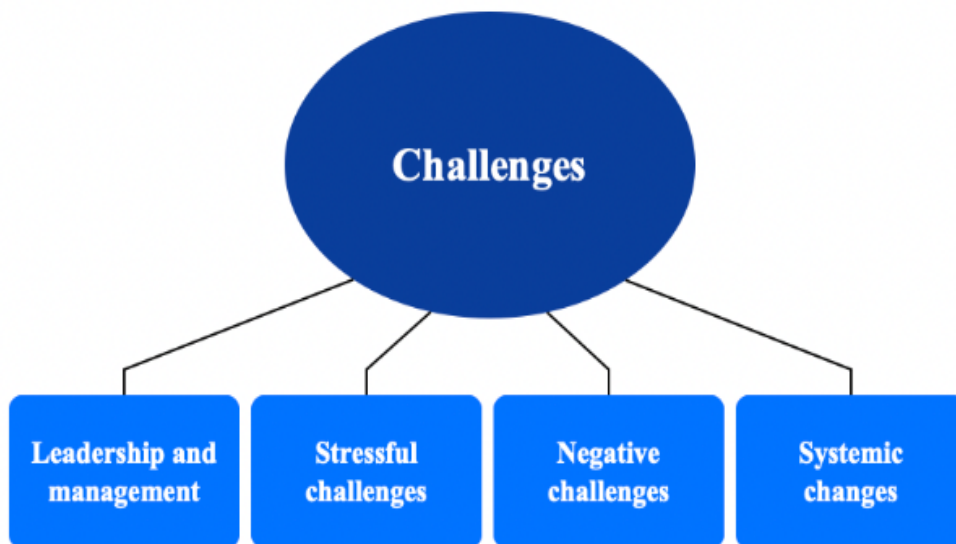 Challenges
Leadership and
management
Stressful
challenges
Negative
challenges
Systemic
changes